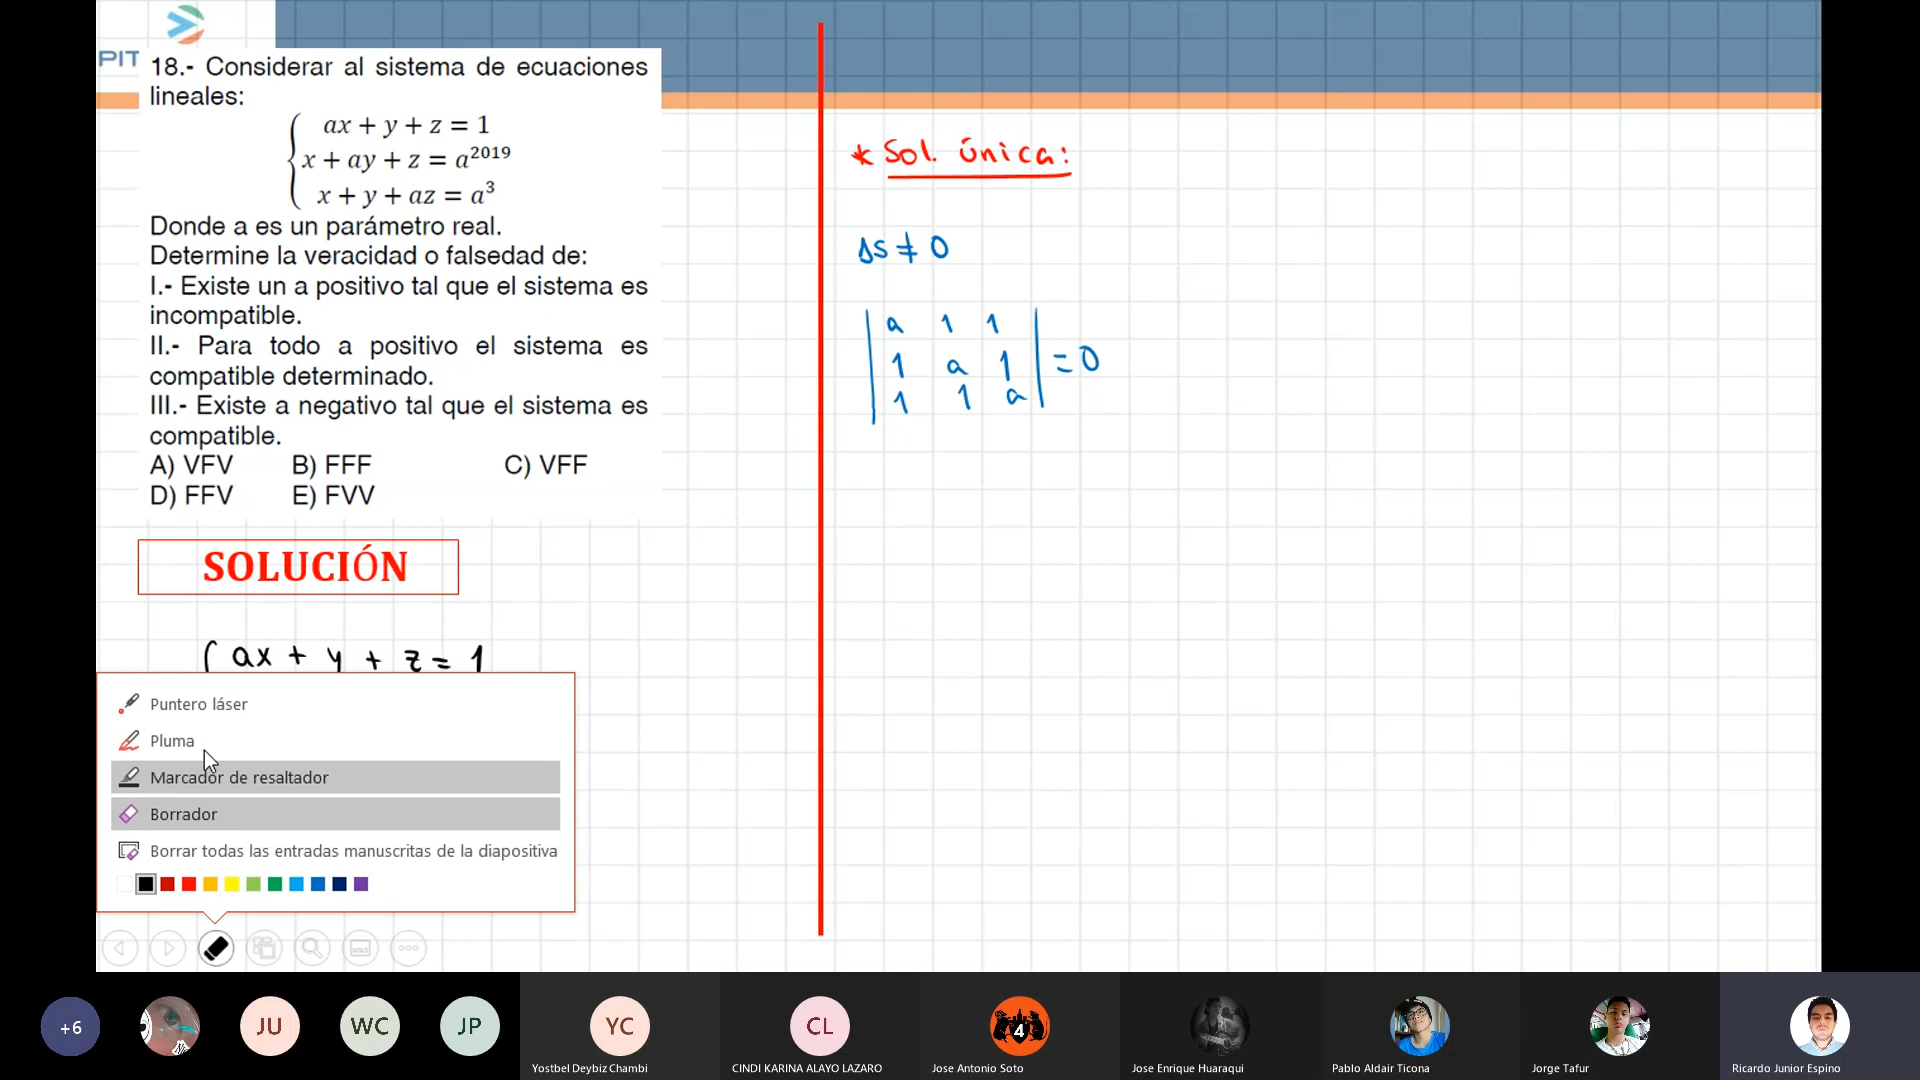 PIT
18.- Considerar al sistema de ecuaciones
lineales:
ax + y + z = 1
x + ay + z = a²⁰¹⁹
x + y + az = a³
Donde a es un parámetro real.
Determine la veracidad o falsedad de:
I.- Existe un a positivo tal que el sistema es
incompatible.
II.- Para todo a positivo el sistema es
compatible determinado.
III.- Existe a negativo tal que el sistema es
compatible.
A) VFV B) FFF C) VFF
D) FFV E) FVV
SOLUCIÓN
ax + y + z = 1
* Sol. única:
ΔS ≠ 0
a 1 1
1 a 1 = 0
1 1 a
Puntero láser
Pluma
Marcador de resaltador
Borrador
Borrar todas las entradas manuscritas de la diapositiva
+6
JU
WC
JP
YC
CL
4
Yostbel Deybiz Chambi
CINDI KARINA ALAYO LAZARO
Jose Antonio Soto
Jose Enrique Huaraqui
Pablo Aldair Ticona
Jorge Tafur
Ricardo Junior Espino